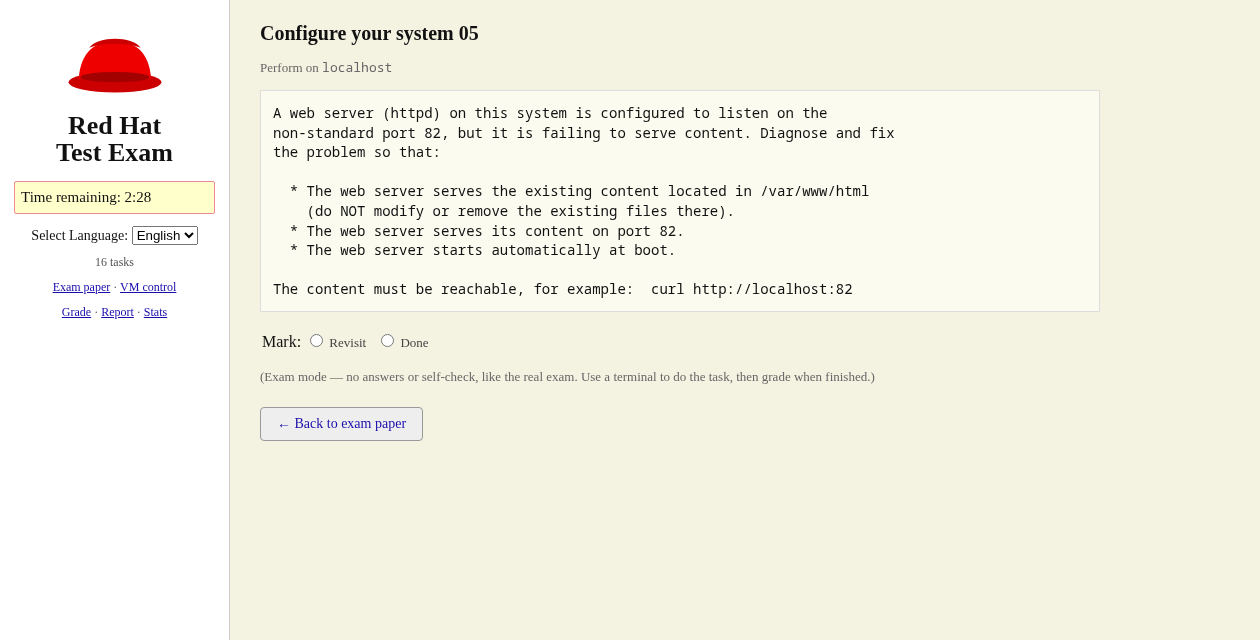 Red Hat
Test Exam
Time remaining: 2:28
Select Language: English
16 tasks
Exam paper · VM control
Grade · Report · Stats
Configure your system 05
Perform on localhost
A web server (httpd) on this system is configured to listen on the
non-standard port 82, but it is failing to serve content. Diagnose and fix
the problem so that:
* The web server serves the existing content located in /var/www/html
(do NOT modify or remove the existing files there).
* The web server serves its content on port 82.
* The web server starts automatically at boot.
The content must be reachable, for example:  curl http://localhost:82
Mark: Revisit Done
(Exam mode — no answers or self-check, like the real exam. Use a terminal to do the task, then grade when finished.)
← Back to exam paper